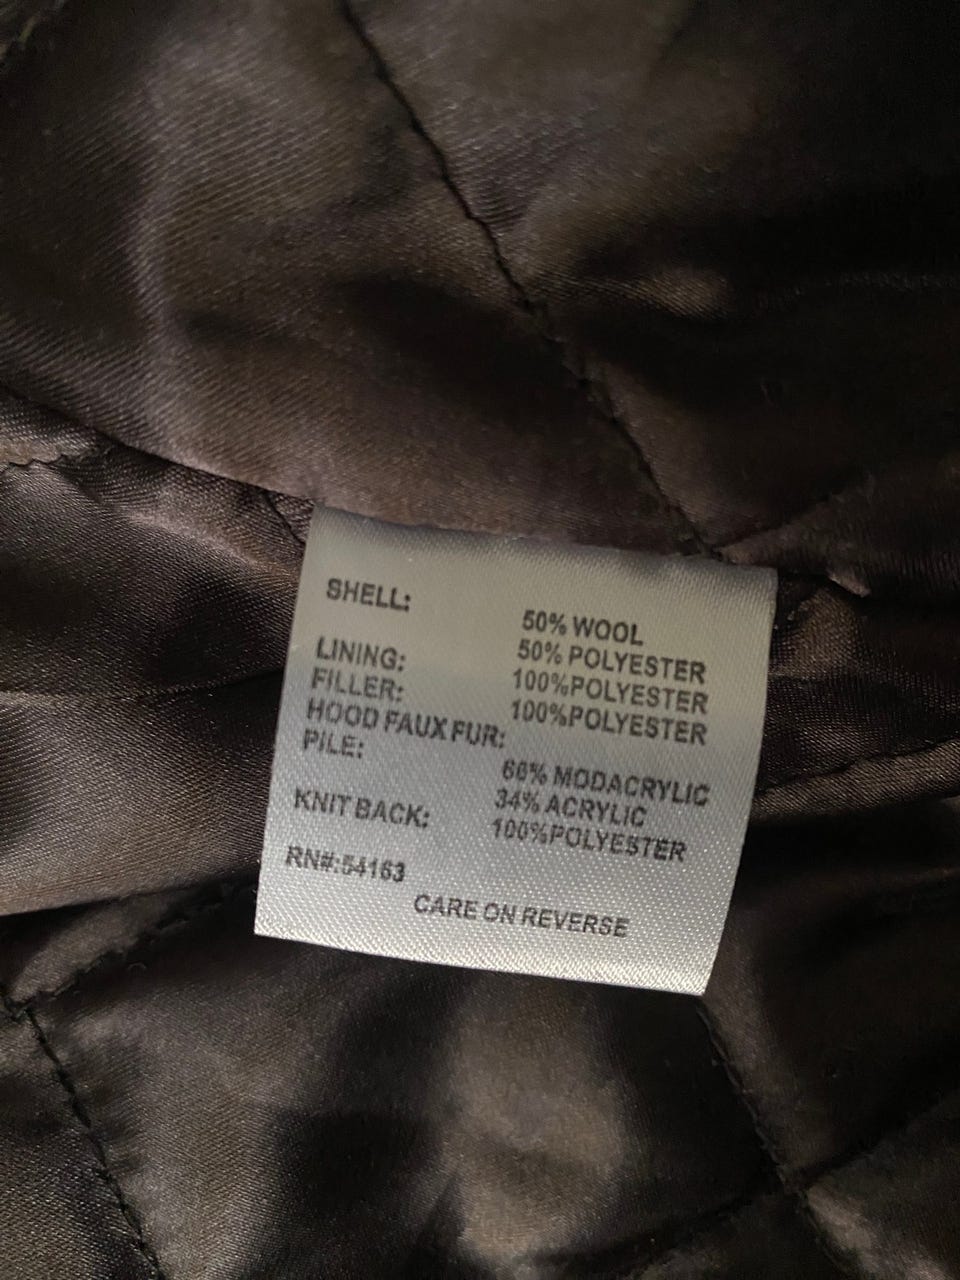 SHELL: 50% WOOL
50% POLYESTER
LINING: 100%POLYESTER
FILLER: 100%POLYESTER
HOOD FAUX FUR:
PILE: 66% MODACRYLIC
34% ACRYLIC
KNIT BACK: 100%POLYESTER
RN#:54163
CARE ON REVERSE